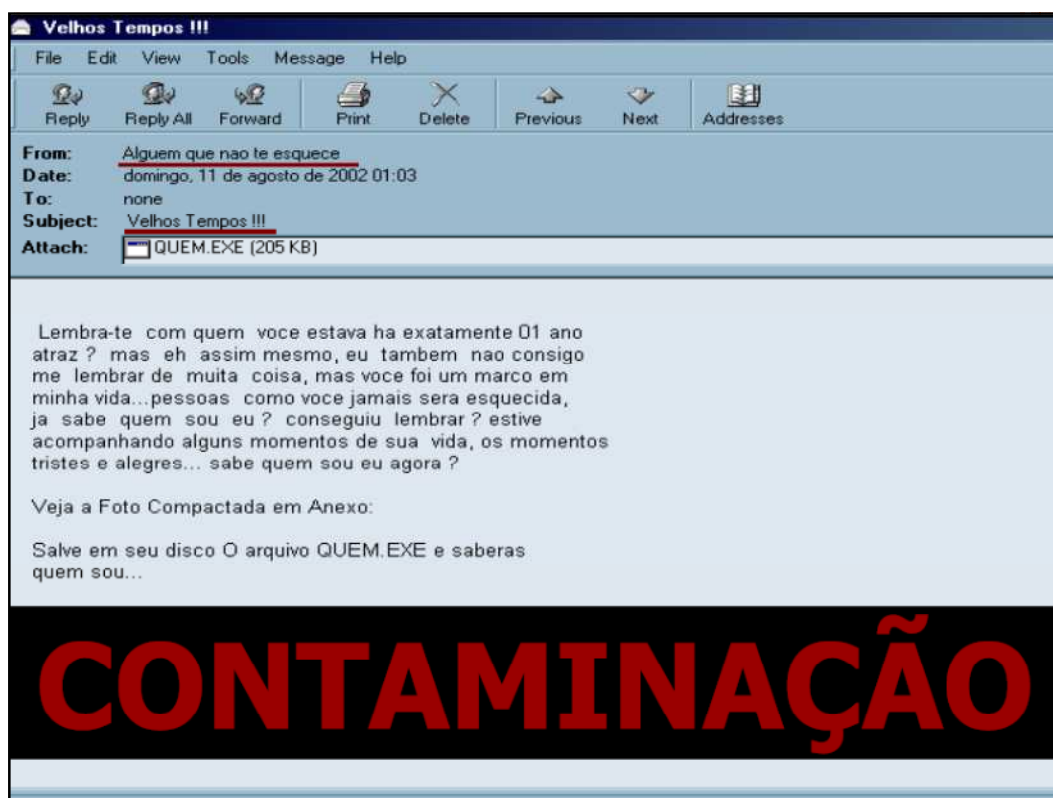 Velhos Tempos !!!
File Edit View Tools Message Help
Reply Reply All Forward Print Delete Previous Next Addresses
From: Alguem que nao te esquece
Date: domingo, 11 de agosto de 2002 01:03
To: none
Subject: Velhos Tempos !!!
Attach: QUEM.EXE (205 KB)
Lembra-te com quem voce estava ha exatamente 01 ano
atraz ? mas eh assim mesmo, eu tambem nao consigo
me lembrar de muita coisa, mas voce foi um marco em
minha vida...pessoas como voce jamais sera esquecida,
ja sabe quem sou eu ? conseguiu lembrar ? estive
acompanhando alguns momentos de sua vida, os momentos
tristes e alegres... sabe quem sou eu agora ?
Veja a Foto Compactada em Anexo:
Salve em seu disco O arquivo QUEM.EXE e saberas
quem sou...
CONTAMINAÇÃO